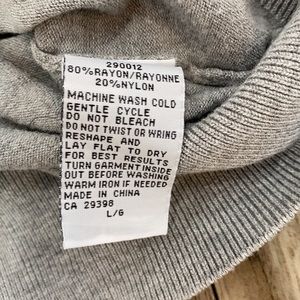 290012
80%RAYON/RAYONNE
20%NYLON
MACHINE WASH COLD
GENTLE CYCLE
DO NOT BLEACH
DO NOT TWIST OR WRING
RESHAPE AND
LAY FLAT TO DRY
FOR BEST RESULTS
TURN GARMENT INSIDE
OUT BEFORE WASHING
WARM IRON IF NEEDED
MADE IN CHINA
CA 29398
L/G